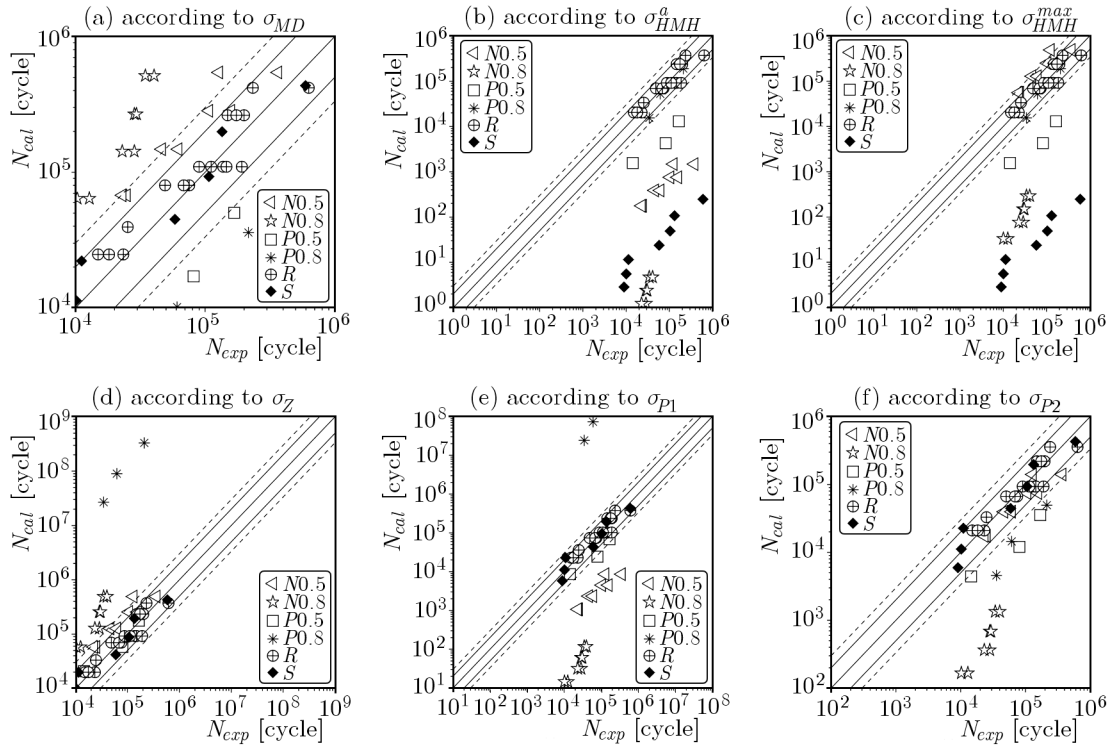 (a) according to σ_MD
(b) according to σ^a_HMH
(c) according to σ^max_HMH
N_cal [cycle]
10^6
10^5
10^4
10^4 10^5 10^6
N_exp [cycle]
N0.5
N0.8
P0.5
P0.8
R
S
N_cal [cycle]
10^6
10^5
10^4
10^3
10^2
10^1
10^0
10^0 10^1 10^2 10^3 10^4 10^5 10^6
N_exp [cycle]
N0.5
N0.8
P0.5
P0.8
R
S
N_cal [cycle]
10^6
10^5
10^4
10^3
10^2
10^1
10^0
10^0 10^1 10^2 10^3 10^4 10^5 10^6
N_exp [cycle]
N0.5
N0.8
P0.5
P0.8
R
S
(d) according to σ_Z
(e) according to σ_P1
(f) according to σ_P2
N_cal [cycle]
10^9
10^8
10^7
10^6
10^5
10^4
10^4 10^5 10^6 10^7 10^8 10^9
N_exp [cycle]
N0.5
N0.8
P0.5
P0.8
R
S
N_cal [cycle]
10^8
10^7
10^6
10^5
10^4
10^3
10^2
10^1
10^1 10^2 10^3 10^4 10^5 10^6 10^7 10^8
N_exp [cycle]
N0.5
N0.8
P0.5
P0.8
R
S
N_cal [cycle]
10^6
10^5
10^4
10^3
10^2
10^2 10^3 10^4 10^5 10^6
N_exp [cycle]
N0.5
N0.8
P0.5
P0.8
R
S